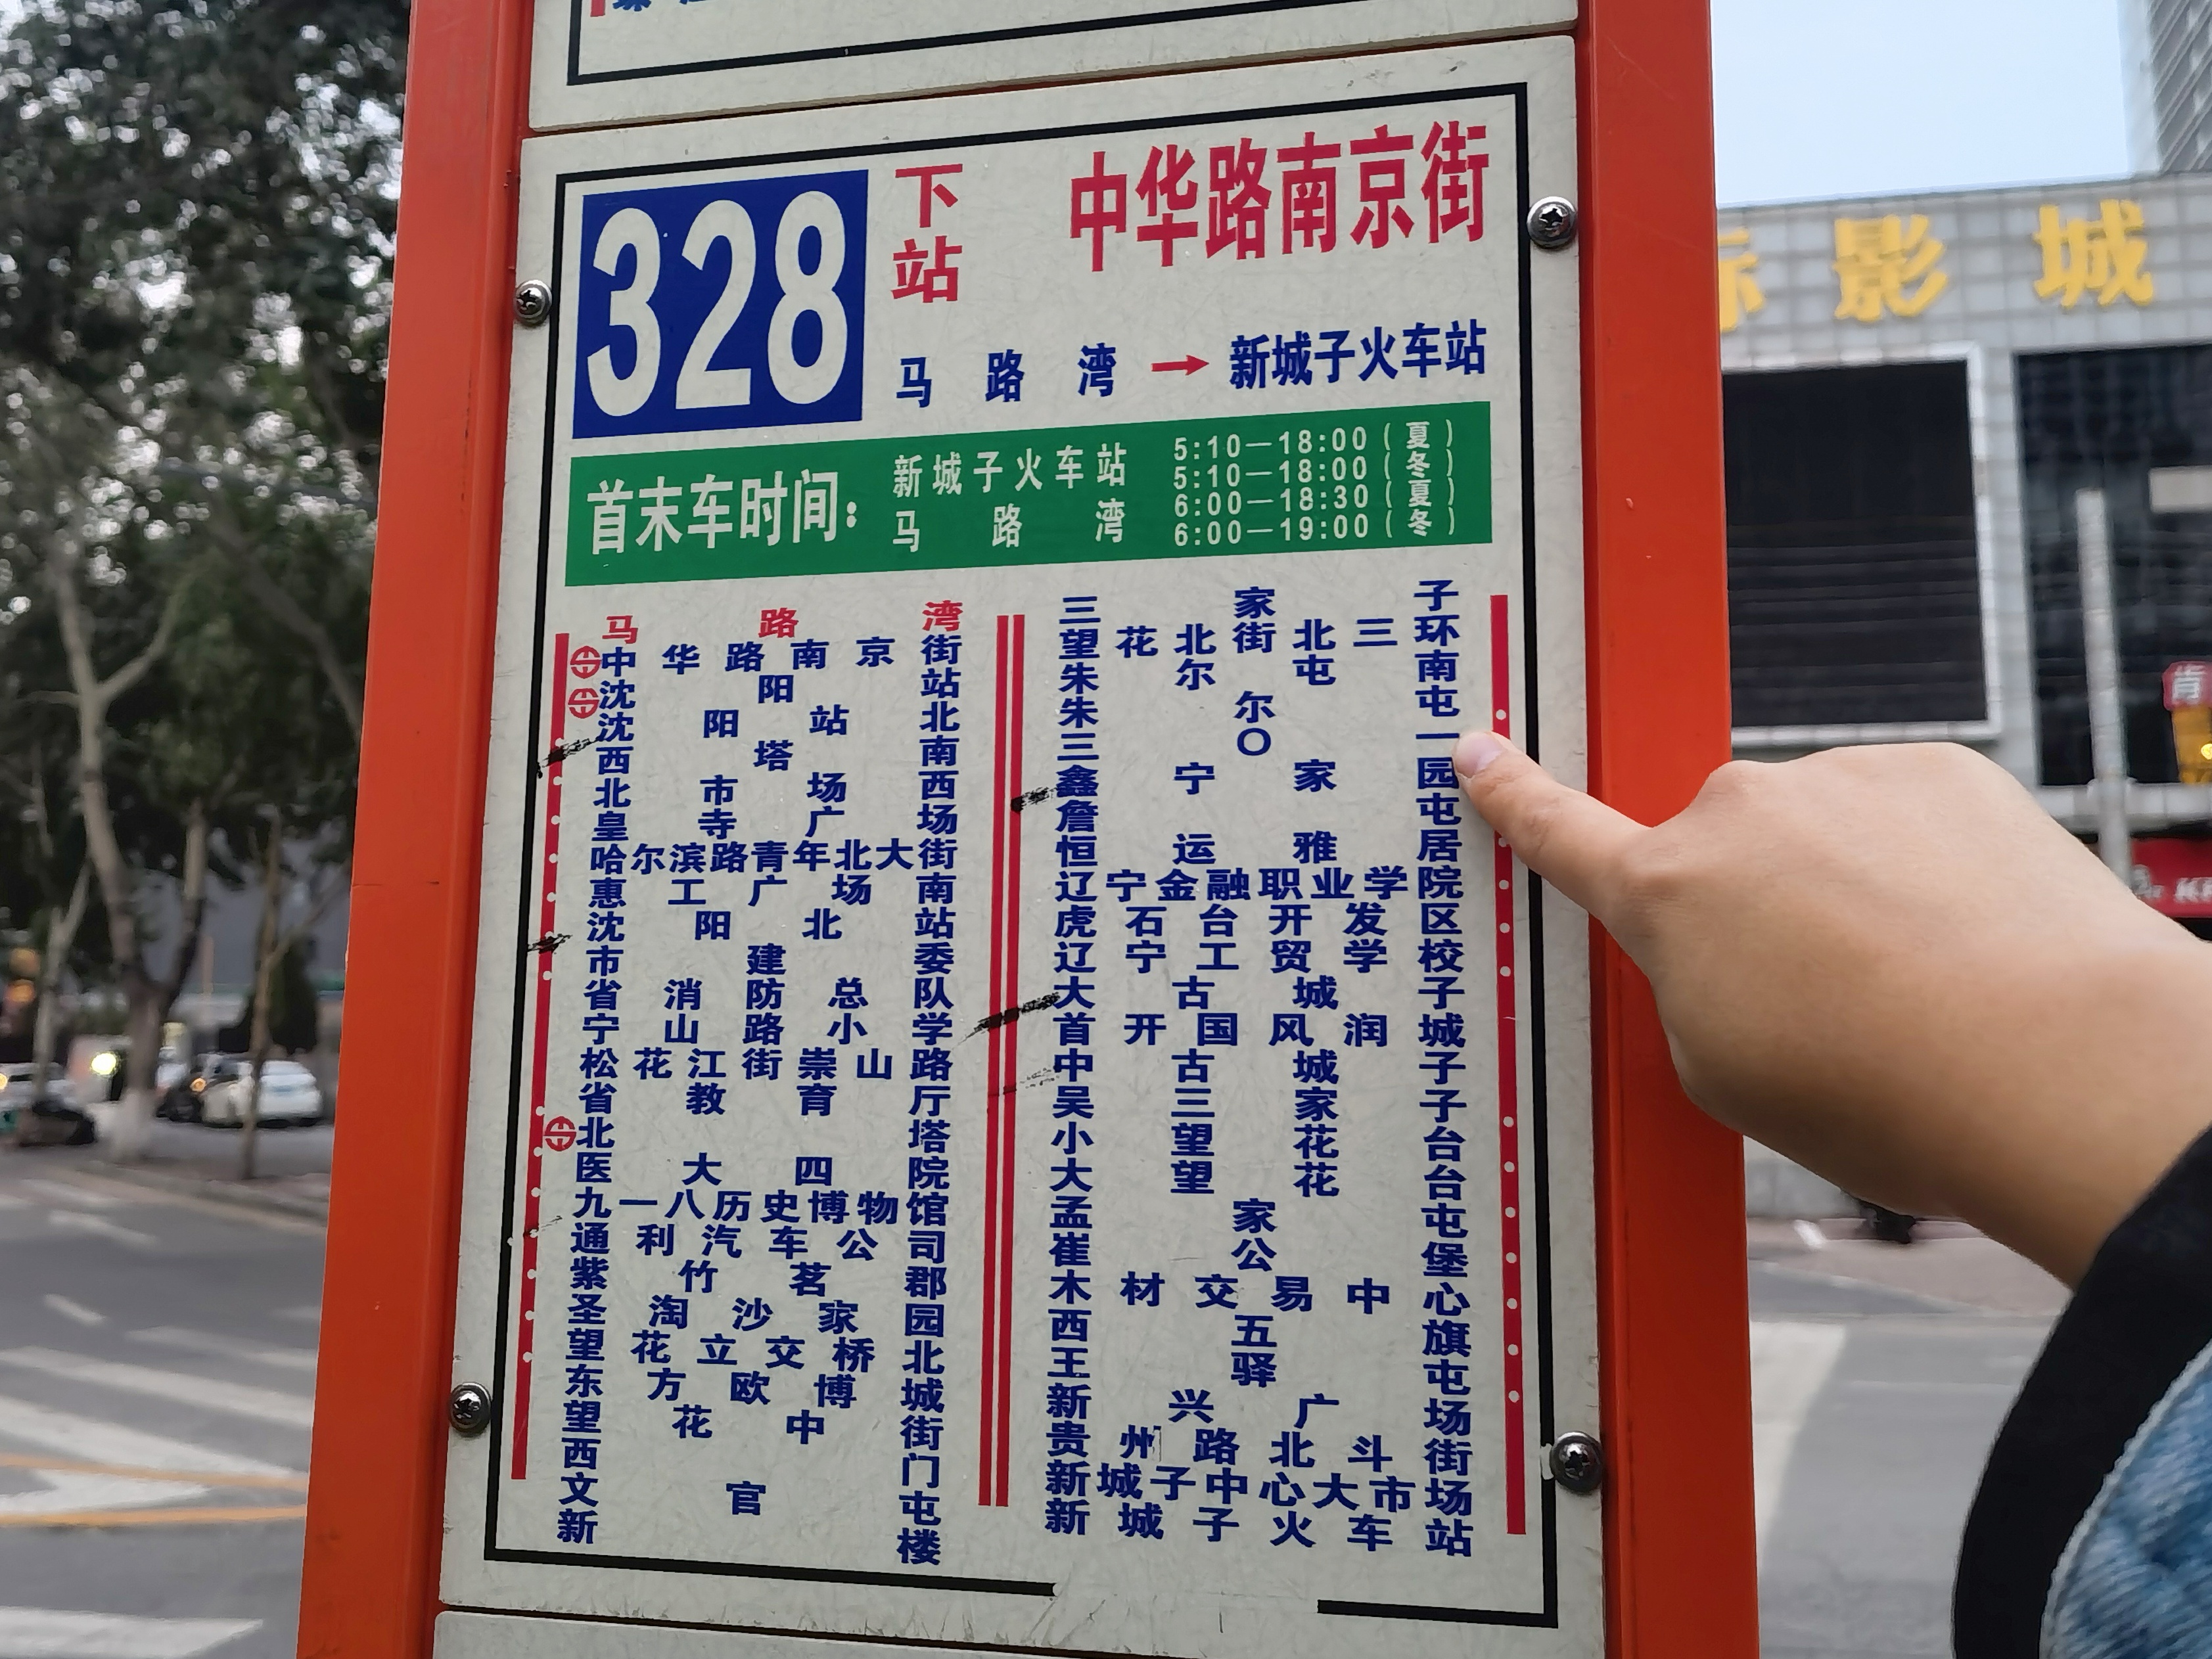 328
下站
中华路南京街
马路湾→新城子火车站
首末车时间：
新城子火车站
5:10—18:00（夏）
5:10—18:00（冬）
马路湾
6:00—18:30（夏）
6:00—19:00（冬）
马路湾
中华路南京街
沈阳站
沈阳站北
西塔南
北市场西
皇寺广场
哈尔滨路青年北大街
惠工广场南
沈阳北站
市建委
省消防总队
宁山路小学
松花江街崇山路
省教育厅
北塔
医大四院
九一八历史博物馆
通利汽车公司
紫竹茗郡
圣淘沙家园
望花立交桥北
东方欧博城
望花中街
西门
文官屯
新楼
三家子
望花北街北三环
朱尔屯南
朱尔屯
三〇一
鑫宁家园
詹屯
恒运雅居
辽宁金融职业学院
虎石台开发区
辽宁工贸学校
大古城子
首开国风润城
中古城子
吴三家子
小望花台
大望花台
孟家屯
崔公堡
木材交易中心
西五旗
王驿屯
新兴广场
贵州路北斗街
新城子中心大市场
新城子火车站
影城
肯